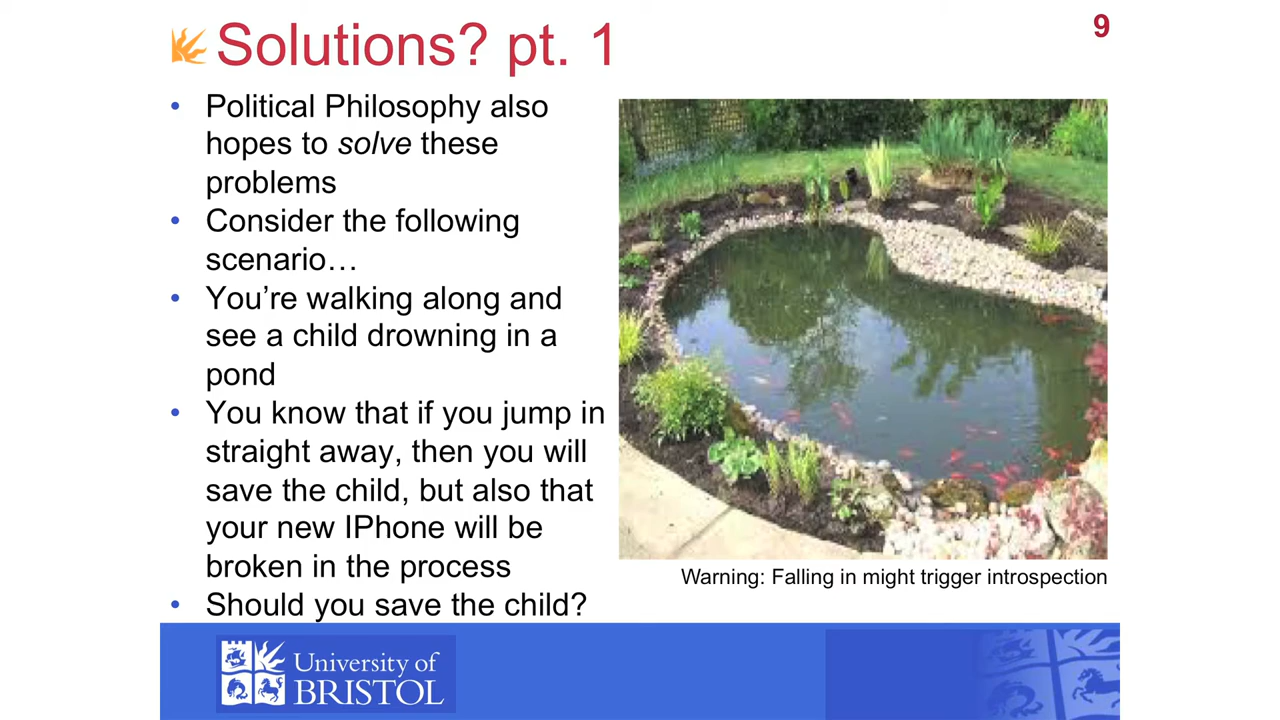 Solutions? pt. 1
9
• Political Philosophy also
hopes to solve these
problems
• Consider the following
scenario…
• You’re walking along and
see a child drowning in a
pond
• You know that if you jump in
straight away, then you will
save the child, but also that
your new IPhone will be
broken in the process
• Should you save the child?
Warning: Falling in might trigger introspection
University of
BRISTOL